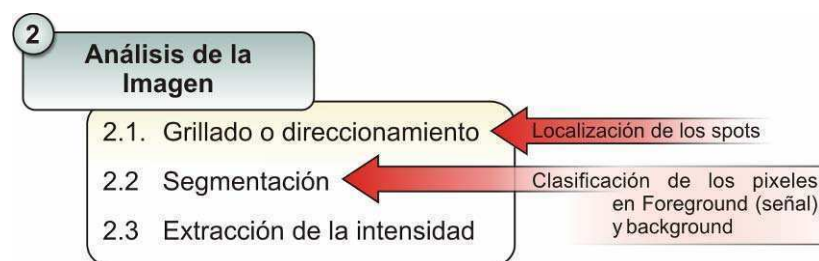 2
Análisis de la
Imagen
2.1. Grillado o direccionamiento
Localización de los spots
2.2 Segmentación
Clasificación de los pixeles
en Foreground (señal)
y background
2.3 Extracción de la intensidad